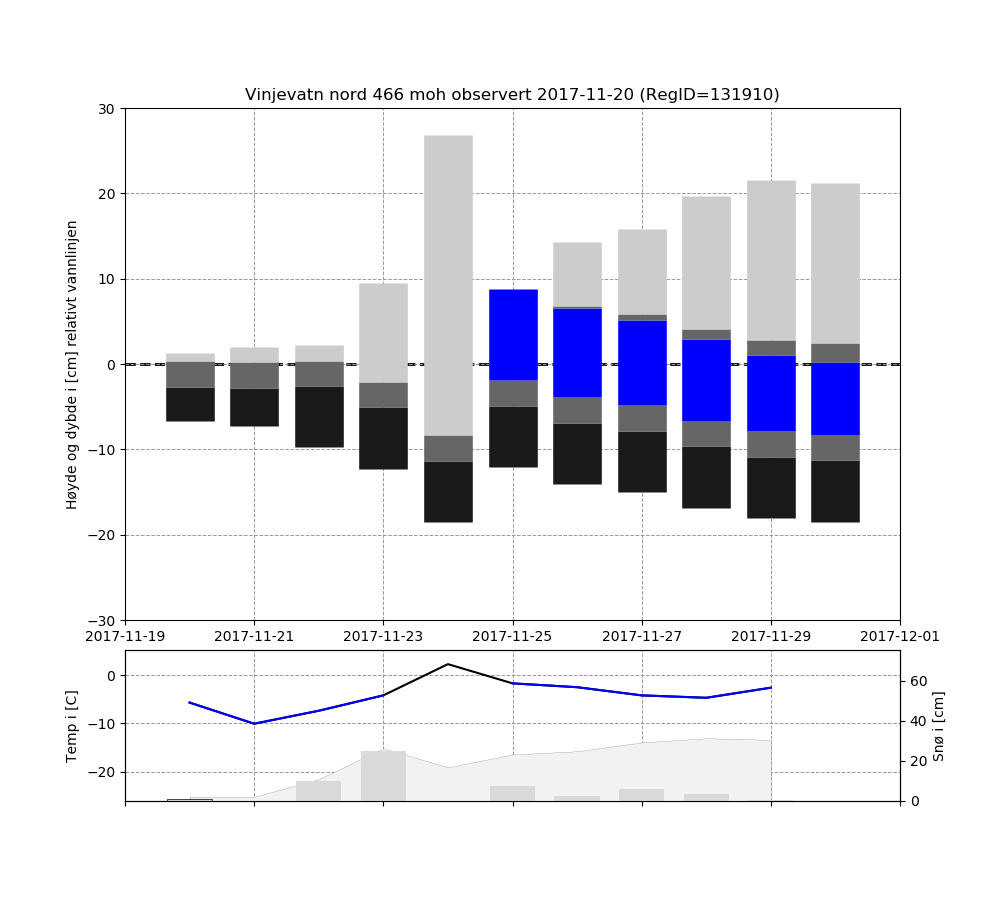 Vinjevatn nord 466 moh observert 2017-11-20 (RegID=131910)
Høyde og dybde i [cm] relativt vannlinjen
30
20
10
0
−10
−20
−30
2017-11-19 2017-11-21 2017-11-23 2017-11-25 2017-11-27 2017-11-29 2017-12-01
Temp i [C]
0
−10
−20
60
40
20
0
Snø i [cm]